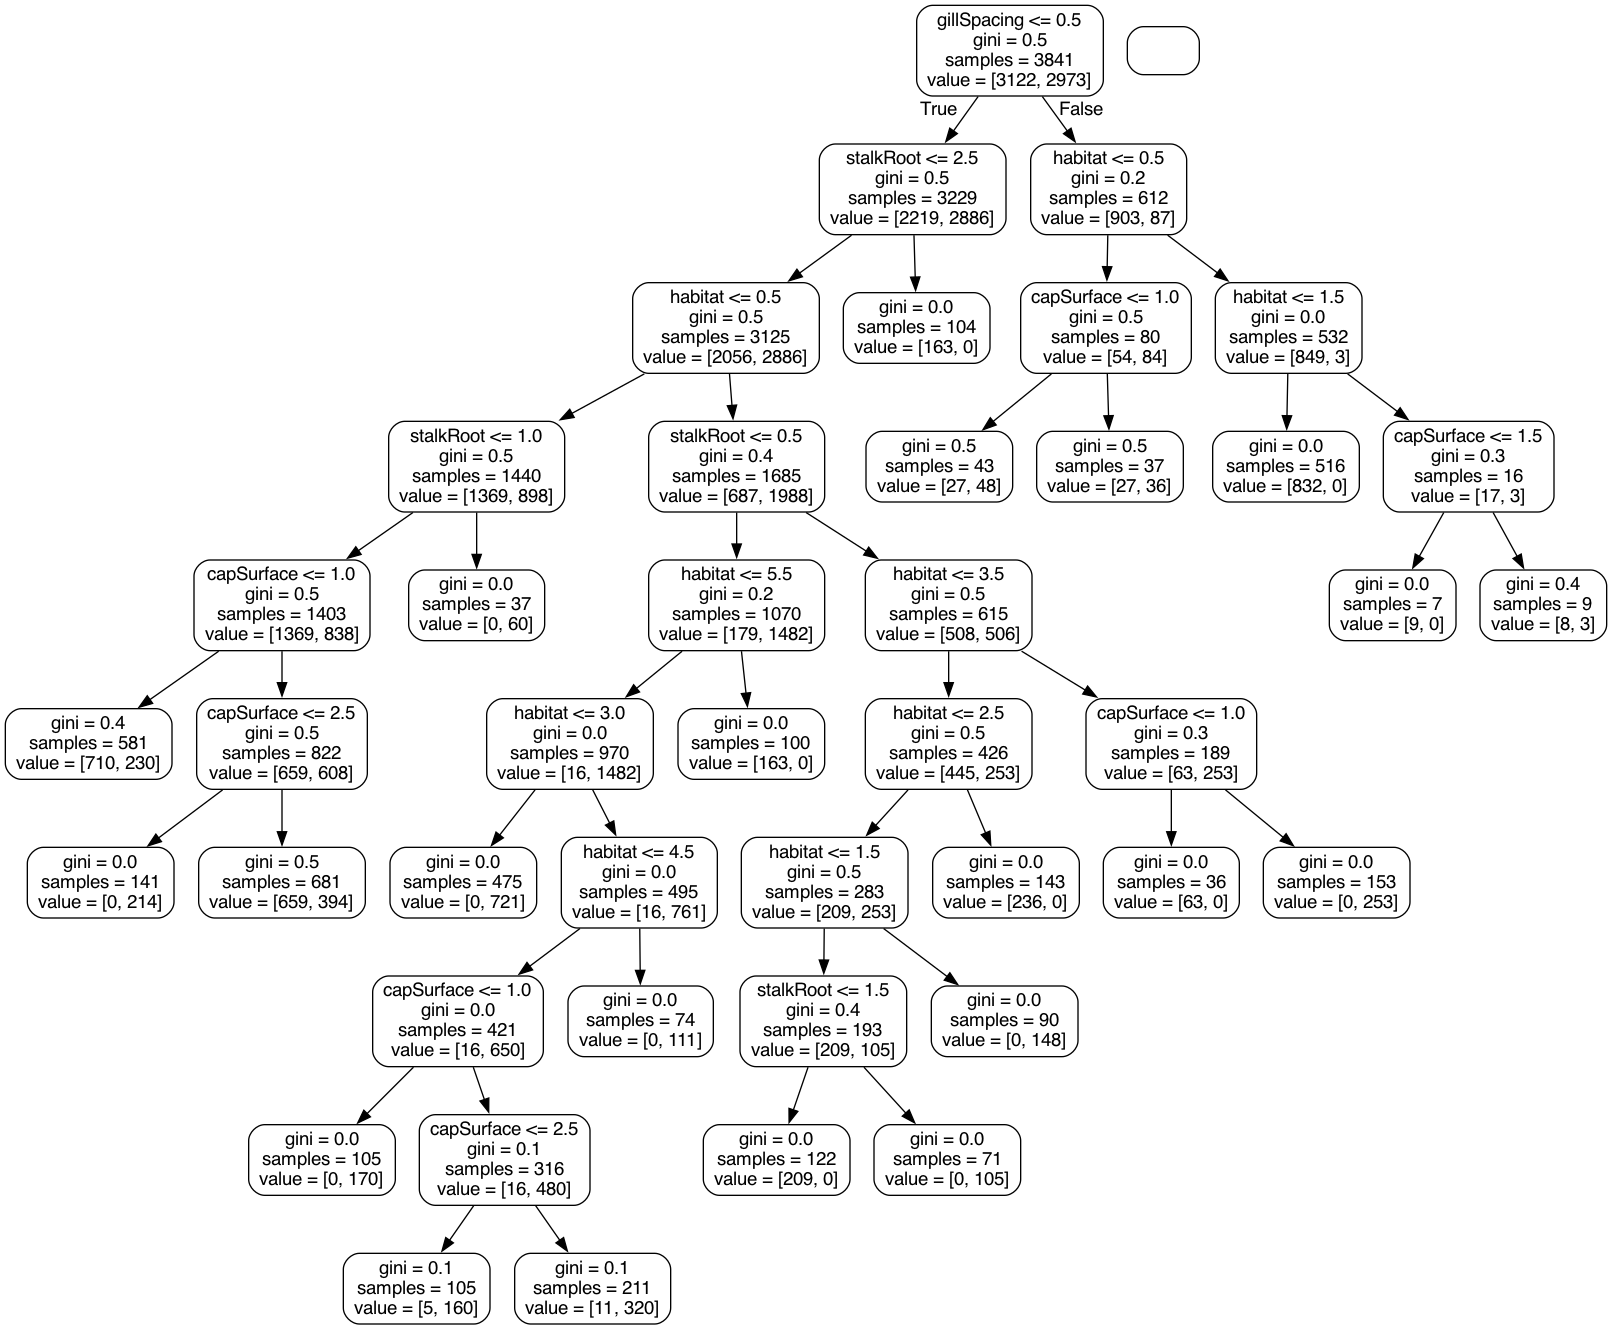 gillSpacing <= 0.5
gini = 0.5
samples = 3841
value = [3122, 2973]
True
False
stalkRoot <= 2.5
gini = 0.5
samples = 3229
value = [2219, 2886]
habitat <= 0.5
gini = 0.2
samples = 612
value = [903, 87]
habitat <= 0.5
gini = 0.5
samples = 3125
value = [2056, 2886]
gini = 0.0
samples = 104
value = [163, 0]
capSurface <= 1.0
gini = 0.5
samples = 80
value = [54, 84]
habitat <= 1.5
gini = 0.0
samples = 532
value = [849, 3]
stalkRoot <= 1.0
gini = 0.5
samples = 1440
value = [1369, 898]
stalkRoot <= 0.5
gini = 0.4
samples = 1685
value = [687, 1988]
gini = 0.5
samples = 43
value = [27, 48]
gini = 0.5
samples = 37
value = [27, 36]
gini = 0.0
samples = 516
value = [832, 0]
capSurface <= 1.5
gini = 0.3
samples = 16
value = [17, 3]
capSurface <= 1.0
gini = 0.5
samples = 1403
value = [1369, 838]
gini = 0.0
samples = 37
value = [0, 60]
habitat <= 5.5
gini = 0.2
samples = 1070
value = [179, 1482]
habitat <= 3.5
gini = 0.5
samples = 615
value = [508, 506]
gini = 0.0
samples = 7
value = [9, 0]
gini = 0.4
samples = 9
value = [8, 3]
gini = 0.4
samples = 581
value = [710, 230]
capSurface <= 2.5
gini = 0.5
samples = 822
value = [659, 608]
habitat <= 3.0
gini = 0.0
samples = 970
value = [16, 1482]
gini = 0.0
samples = 100
value = [163, 0]
habitat <= 2.5
gini = 0.5
samples = 426
value = [445, 253]
capSurface <= 1.0
gini = 0.3
samples = 189
value = [63, 253]
gini = 0.0
samples = 141
value = [0, 214]
gini = 0.5
samples = 681
value = [659, 394]
gini = 0.0
samples = 475
value = [0, 721]
habitat <= 4.5
gini = 0.0
samples = 495
value = [16, 761]
habitat <= 1.5
gini = 0.5
samples = 283
value = [209, 253]
gini = 0.0
samples = 143
value = [236, 0]
gini = 0.0
samples = 36
value = [63, 0]
gini = 0.0
samples = 153
value = [0, 253]
capSurface <= 1.0
gini = 0.0
samples = 421
value = [16, 650]
gini = 0.0
samples = 74
value = [0, 111]
stalkRoot <= 1.5
gini = 0.4
samples = 193
value = [209, 105]
gini = 0.0
samples = 90
value = [0, 148]
gini = 0.0
samples = 105
value = [0, 170]
capSurface <= 2.5
gini = 0.1
samples = 316
value = [16, 480]
gini = 0.0
samples = 122
value = [209, 0]
gini = 0.0
samples = 71
value = [0, 105]
gini = 0.1
samples = 105
value = [5, 160]
gini = 0.1
samples = 211
value = [11, 320]